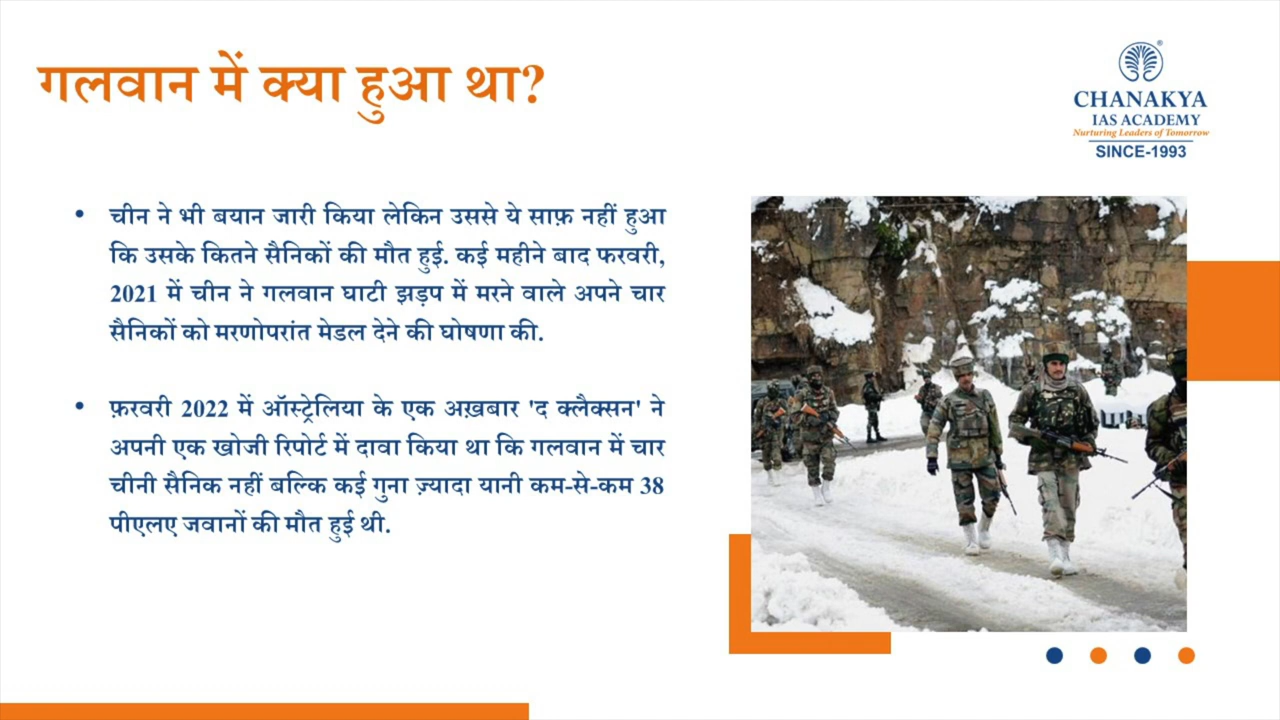 गलवान में क्या हुआ था?
CHANAKYA
IAS ACADEMY
Nurturing Leaders of Tomorrow
SINCE-1993
• चीन ने भी बयान जारी किया लेकिन उससे ये साफ़ नहीं हुआ
कि उसके कितने सैनिकों की मौत हुई. कई महीने बाद फरवरी,
2021 में चीन ने गलवान घाटी झड़प में मरने वाले अपने चार
सैनिकों को मरणोपरांत मेडल देने की घोषणा की.
• फ़रवरी 2022 में ऑस्ट्रेलिया के एक अख़बार 'द क्लैक्सन' ने
अपनी एक खोजी रिपोर्ट में दावा किया था कि गलवान में चार
चीनी सैनिक नहीं बल्कि कई गुना ज़्यादा यानी कम-से-कम 38
पीएलए जवानों की मौत हुई थी.